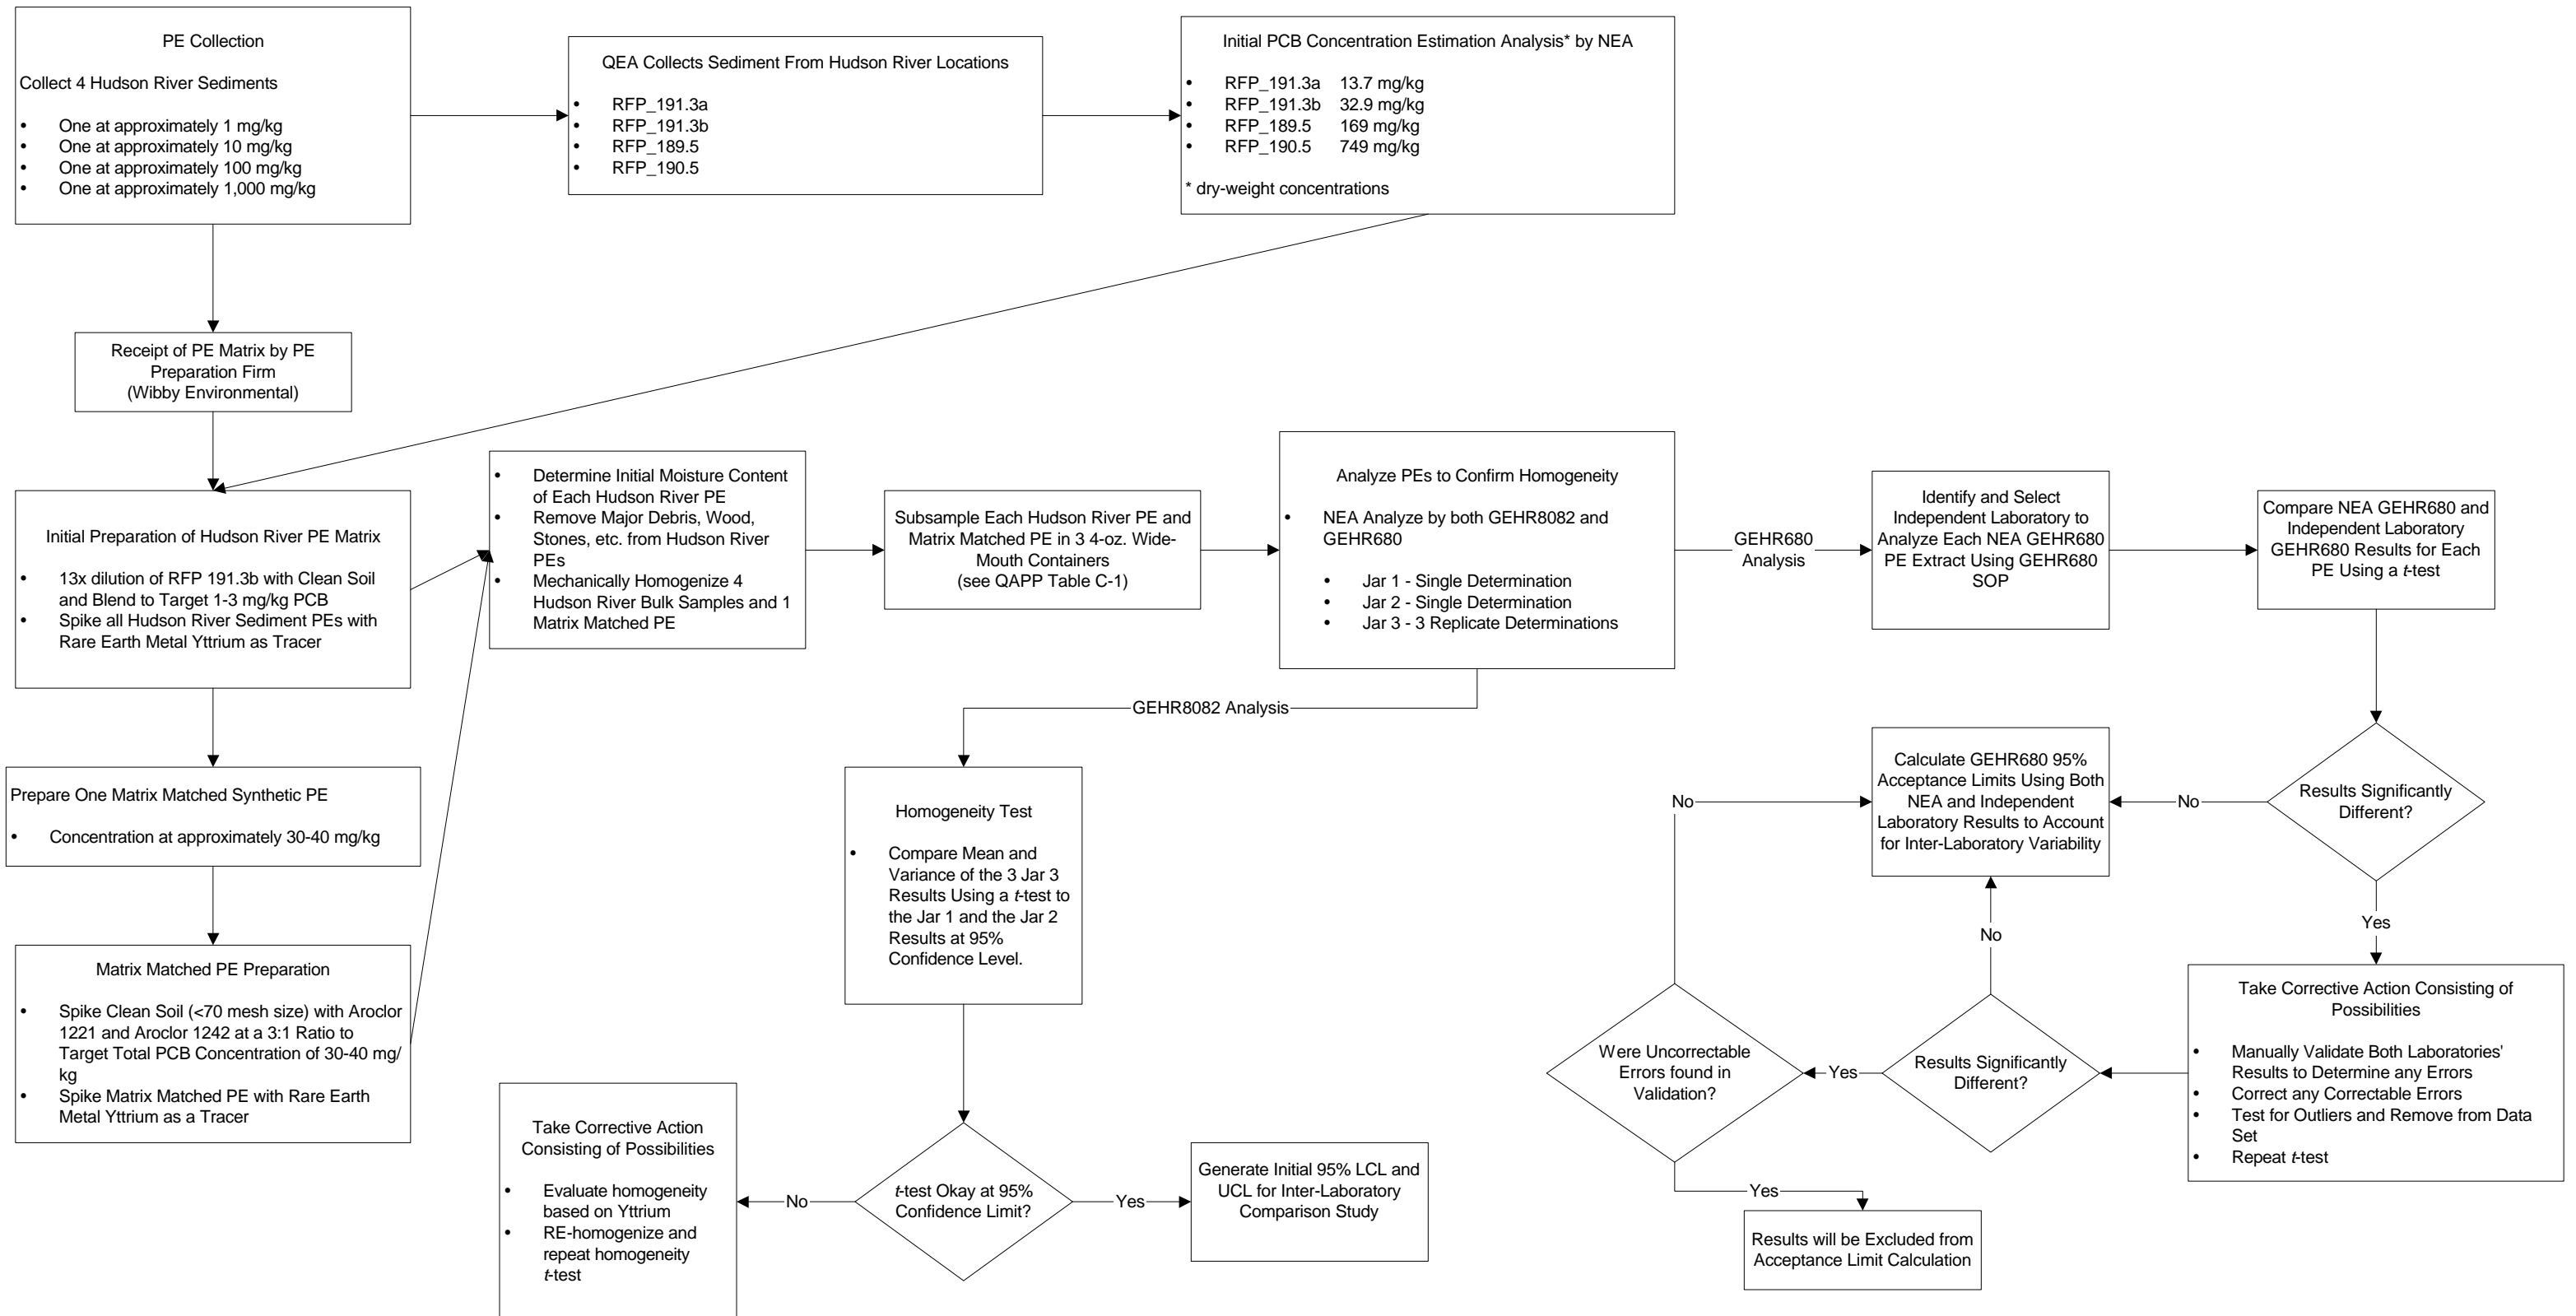 PE Collection
Collect 4 Hudson River Sediments
• One at approximately 1 mg/kg
• One at approximately 10 mg/kg
• One at approximately 100 mg/kg
• One at approximately 1,000 mg/kg
QEA Collects Sediment From Hudson River Locations
• RFP_191.3a
• RFP_191.3b
• RFP_189.5
• RFP_190.5
Initial PCB Concentration Estimation Analysis* by NEA
• RFP_191.3a 13.7 mg/kg
• RFP_191.3b 32.9 mg/kg
• RFP_189.5 169 mg/kg
• RFP_190.5 749 mg/kg
* dry-weight concentrations
Receipt of PE Matrix by PE
Preparation Firm
(Wibby Environmental)
Initial Preparation of Hudson River PE Matrix
• 13x dilution of RFP 191.3b with Clean Soil
and Blend to Target 1-3 mg/kg PCB
• Spike all Hudson River Sediment PEs with
Rare Earth Metal Yttrium as Tracer
Prepare One Matrix Matched Synthetic PE
• Concentration at approximately 30-40 mg/kg
Matrix Matched PE Preparation
• Spike Clean Soil (<70 mesh size) with Aroclor
1221 and Aroclor 1242 at a 3:1 Ratio to
Target Total PCB Concentration of 30-40 mg/
kg
• Spike Matrix Matched PE with Rare Earth
Metal Yttrium as a Tracer
• Determine Initial Moisture Content
of Each Hudson River PE
• Remove Major Debris, Wood,
Stones, etc. from Hudson River
PEs
• Mechanically Homogenize 4
Hudson River Bulk Samples and 1
Matrix Matched PE
Subsample Each Hudson River PE and
Matrix Matched PE in 3 4-oz. Wide-
Mouth Containers
(see QAPP Table C-1)
Analyze PEs to Confirm Homogeneity
• NEA Analyze by both GEHR8082 and
GEHR680
• Jar 1 - Single Determination
• Jar 2 - Single Determination
• Jar 3 - 3 Replicate Determinations
GEHR680
Analysis
Identify and Select
Independent Laboratory to
Analyze Each NEA GEHR680
PE Extract Using GEHR680
SOP
Compare NEA GEHR680 and
Independent Laboratory
GEHR680 Results for Each
PE Using a t-test
GEHR8082 Analysis
Homogeneity Test
• Compare Mean and
Variance of the 3 Jar 3
Results Using a t-test to
the Jar 1 and the Jar 2
Results at 95%
Confidence Level.
t-test Okay at 95%
Confidence Limit?
No
Yes
Take Corrective Action
Consisting of Possibilities
• Evaluate homogeneity
based on Yttrium
• RE-homogenize and
repeat homogeneity
t-test
Generate Initial 95% LCL and
UCL for Inter-Laboratory
Comparison Study
Results Significantly
Different?
No
Yes
Calculate GEHR680 95%
Acceptance Limits Using Both
NEA and Independent
Laboratory Results to Account
for Inter-Laboratory Variability
Take Corrective Action Consisting of
Possibilities
• Manually Validate Both Laboratories'
Results to Determine any Errors
• Correct any Correctable Errors
• Test for Outliers and Remove from Data
Set
• Repeat t-test
Results Significantly
Different?
No
Yes
Were Uncorrectable
Errors found in
Validation?
No
Yes
Results will be Excluded from
Acceptance Limit Calculation